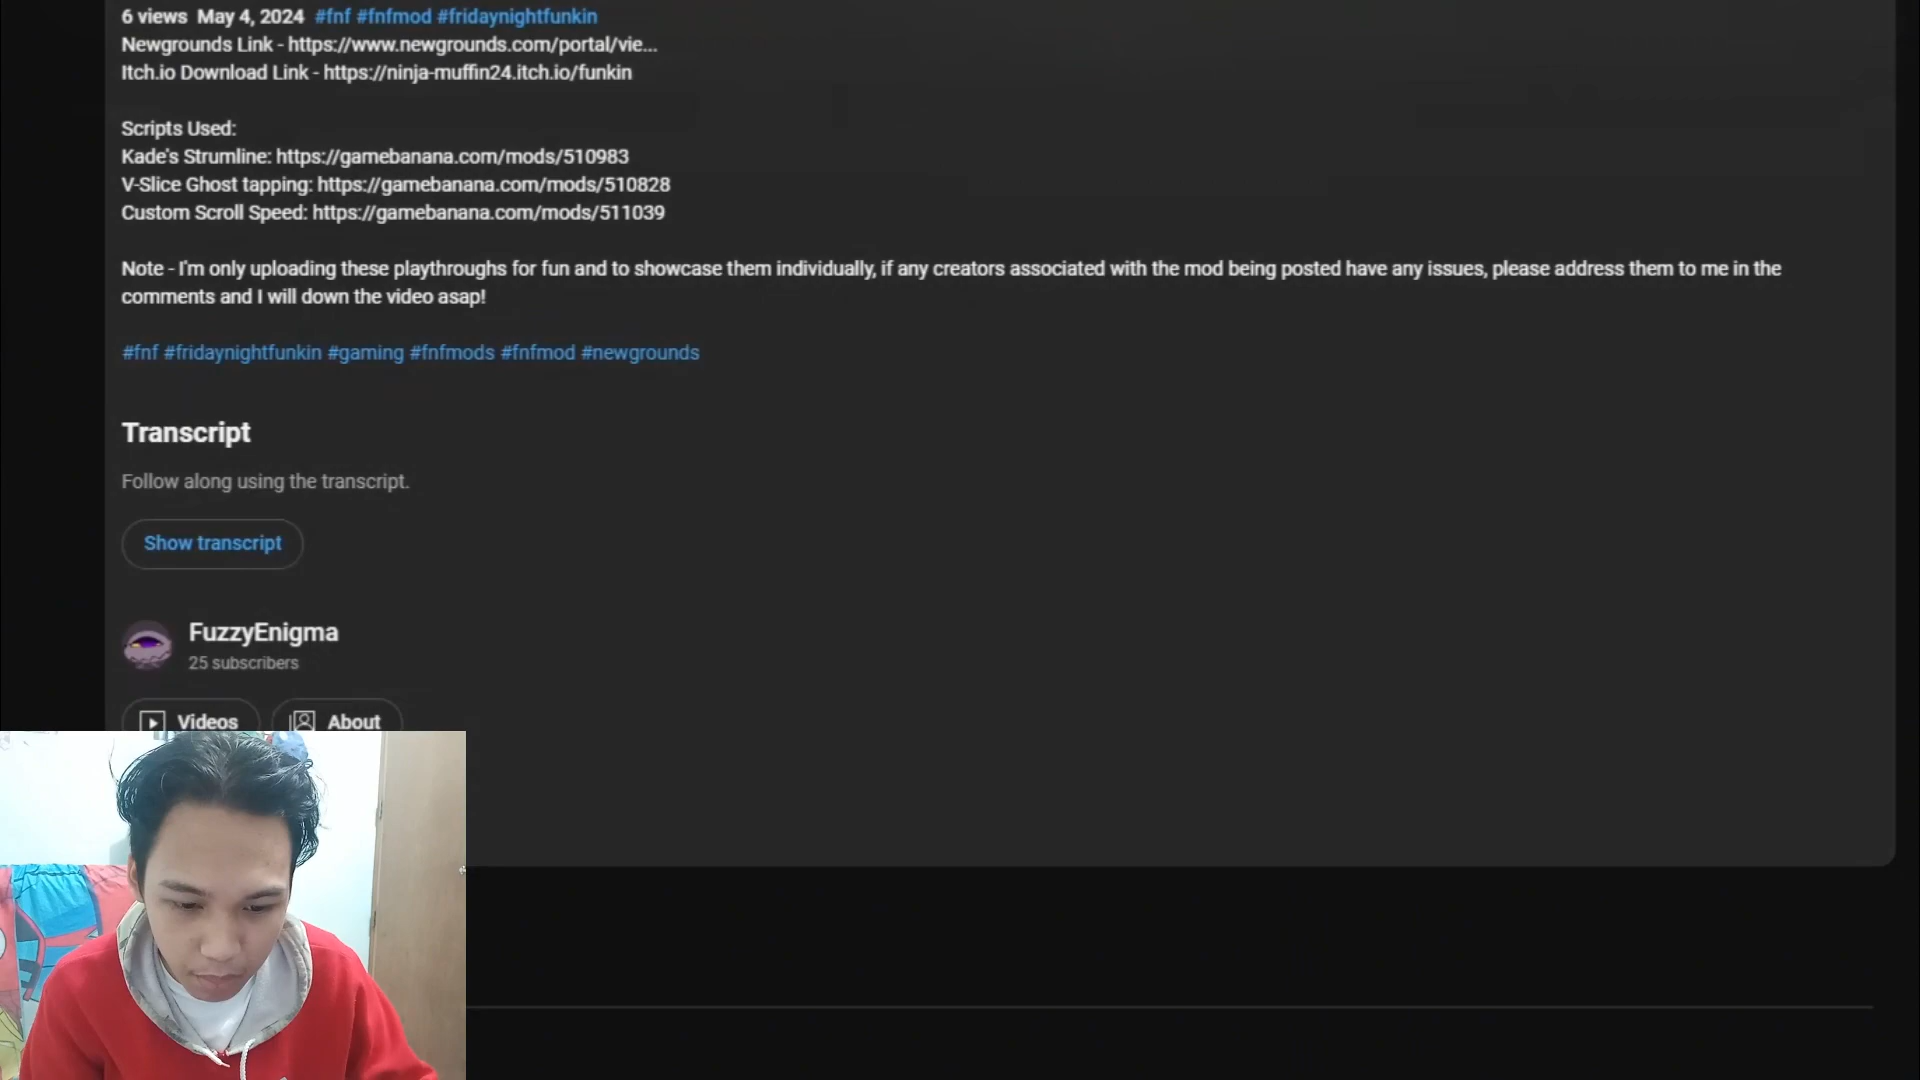 6 views May 4, 2024 #fnf #fnfmod #fridaynightfunkin
Newgrounds Link - https://www.newgrounds.com/portal/vie...
Itch.io Download Link - https://ninja-muffin24.itch.io/funkin
Scripts Used:
Kade's Strumline: https://gamebanana.com/mods/510983
V-Slice Ghost tapping: https://gamebanana.com/mods/510828
Custom Scroll Speed: https://gamebanana.com/mods/511039
Note - I'm only uploading these playthroughs for fun and to showcase them individually, if any creators associated with the mod being posted have any issues, please address them to me in the
comments and I will down the video asap!
#fnf #fridaynightfunkin #gaming #fnfmods #fnfmod #newgrounds
Transcript
Follow along using the transcript.
Show transcript
FuzzyEnigma
25 subscribers
Videos About